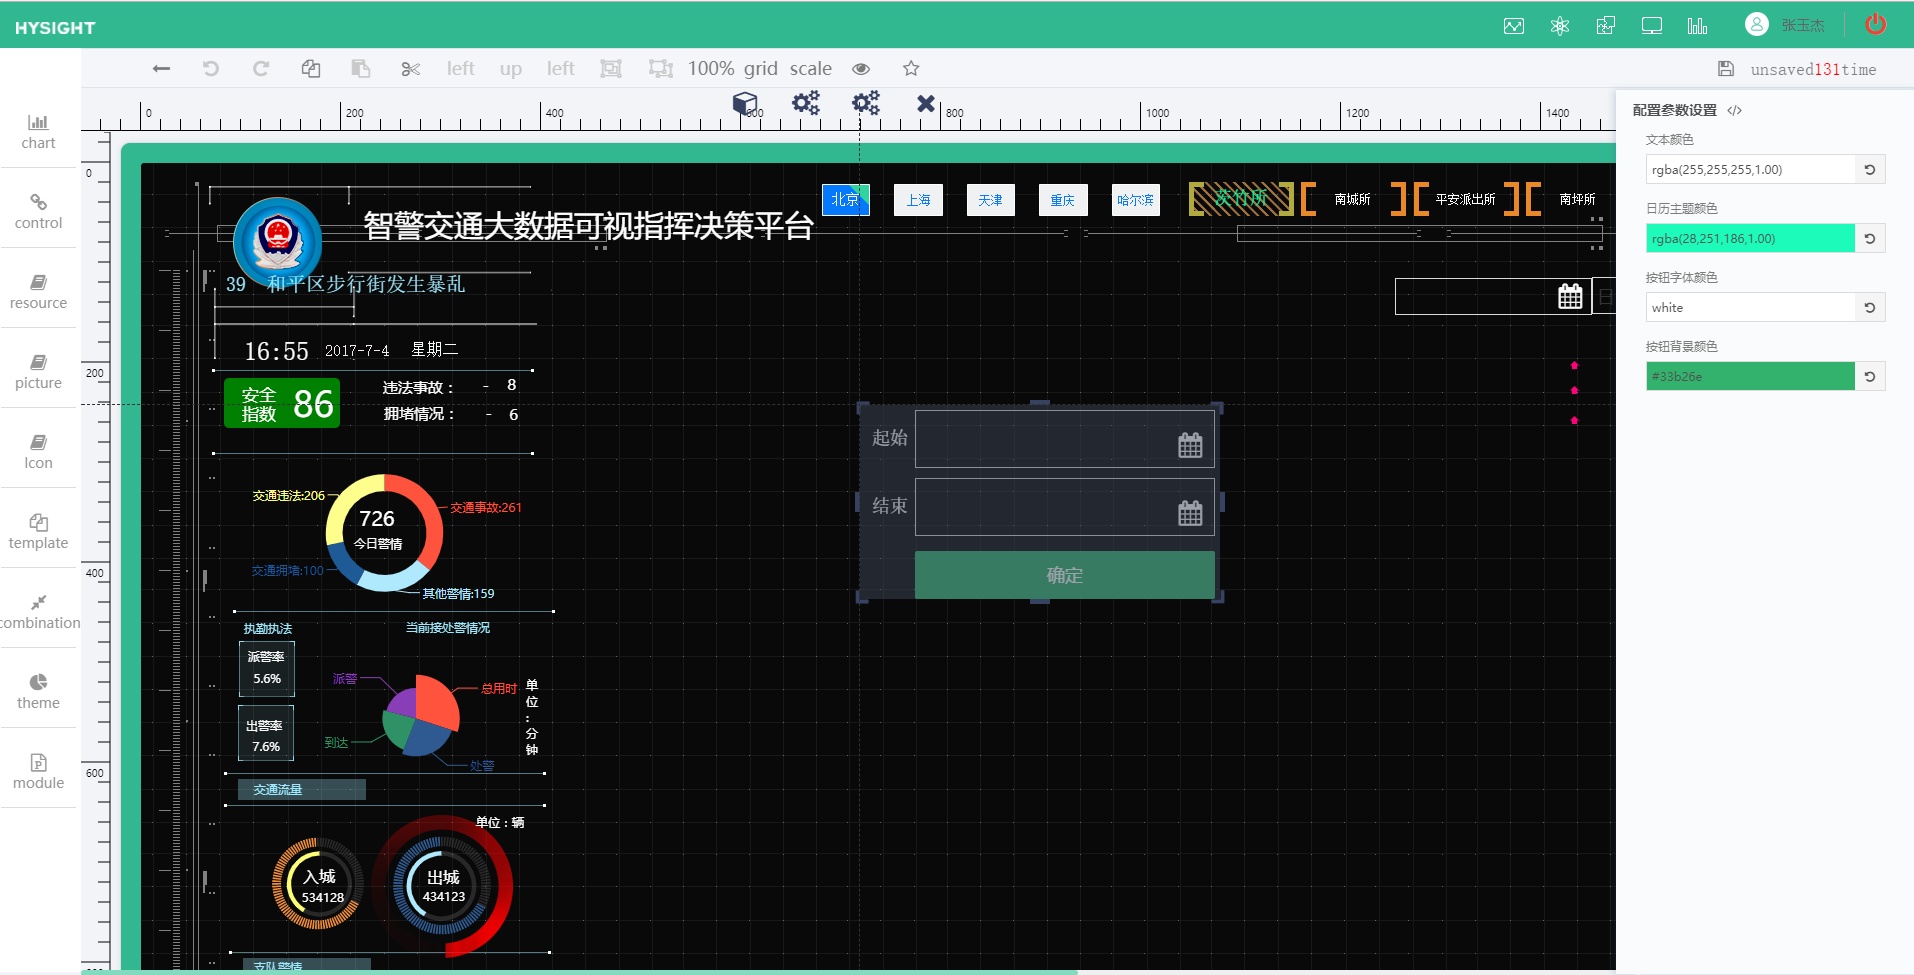 HYSIGHT
张玉杰
left
up
left
100%
grid
scale
unsaved131time
chart
control
resource
picture
Icon
template
combination
theme
module
0
200
400
600
800
1000
1200
1400
0
200
400
600
智警交通大数据可视指挥决策平台
北京
上海
天津
重庆
哈尔滨
茨竹所
南城所
平安派出所
南坪所
39 和平区步行街发生暴乱
日
16:55 2017-7-4 星期二
安全指数 86
违法事故： - 8
拥堵情况： - 6
交通违法:206
交通事故:261
726
今日警情
交通拥堵:100
其他警情:159
执勤执法
当前接处警情况
派警率
5.6%
出警率
7.6%
派警
总用时
到达
处警
单位:分钟
交通流量
单位：辆
入城
534128
出城
434123
支队警情
起始
结束
确定
配置参数设置 </>
文本颜色
rgba(255,255,255,1.00)
日历主题颜色
rgba(28,251,186,1.00)
按钮字体颜色
white
按钮背景颜色
#33b26e